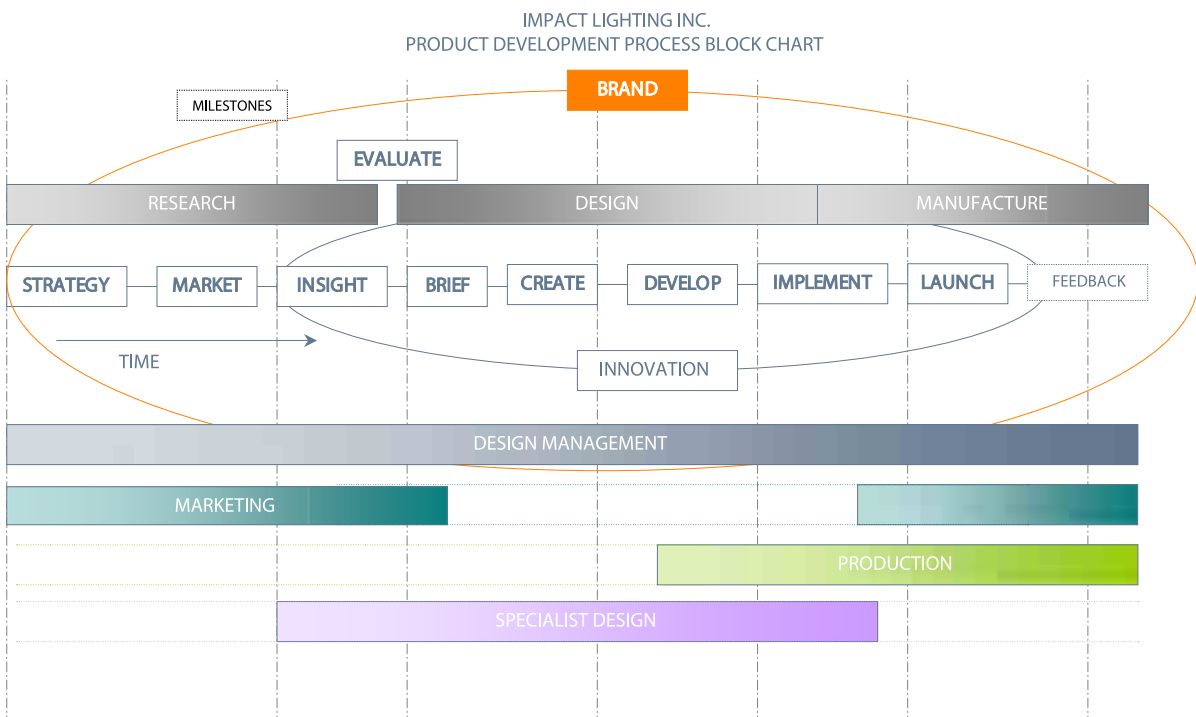 IMPACT LIGHTING INC.
PRODUCT DEVELOPMENT PROCESS BLOCK CHART
BRAND
MILESTONES
EVALUATE
RESEARCH
DESIGN
MANUFACTURE
STRATEGY
MARKET
INSIGHT
BRIEF
CREATE
DEVELOP
IMPLEMENT
LAUNCH
FEEDBACK
TIME
INNOVATION
DESIGN MANAGEMENT
MARKETING
PRODUCTION
SPECIALIST DESIGN